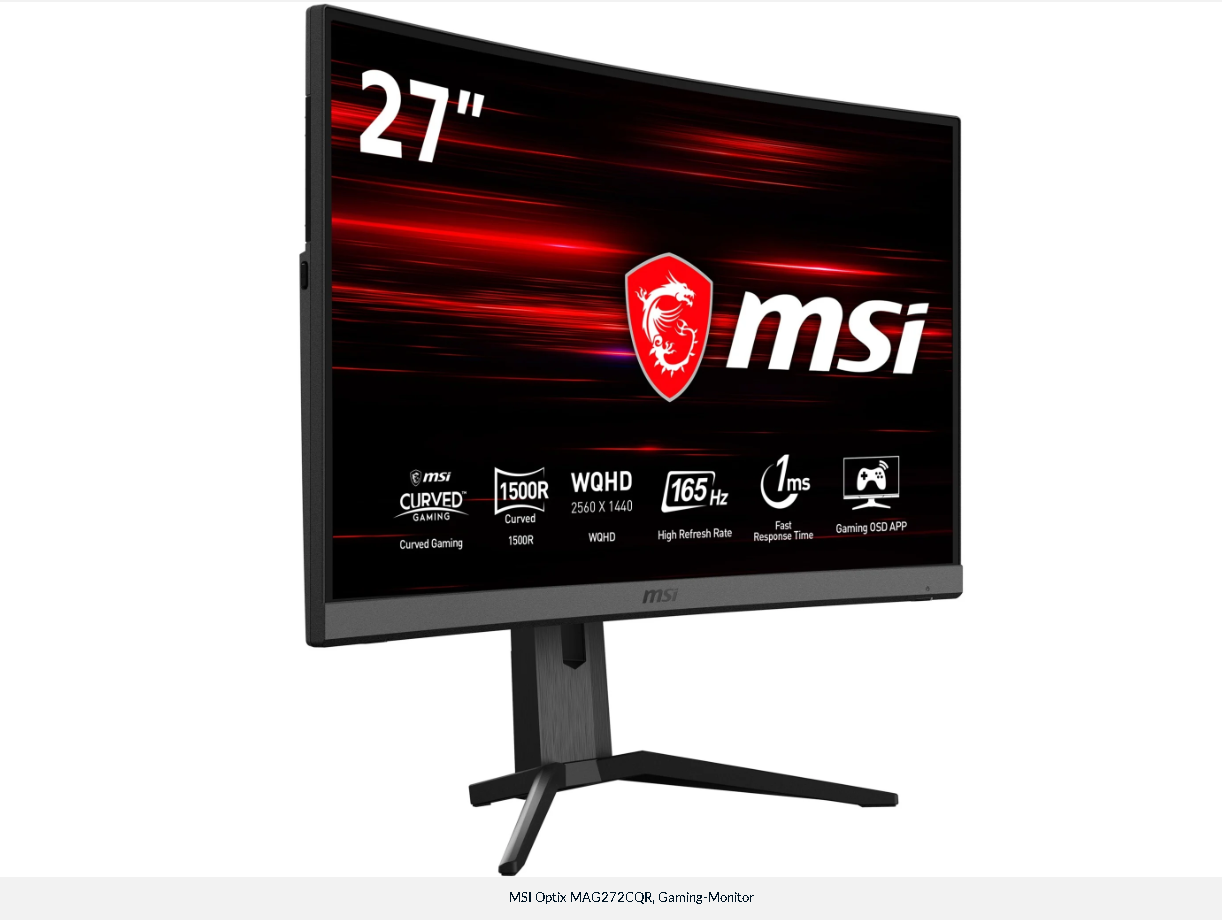 27"
msi
msi
CURVED™
GAMING
Curved Gaming
1500R
Curved
1500R
WQHD
2560 X 1440
WQHD
165 Hz
High Refresh Rate
1ms
Fast
Response Time
Gaming OSD APP
msi
MSI Optix MAG272CQR, Gaming-Monitor